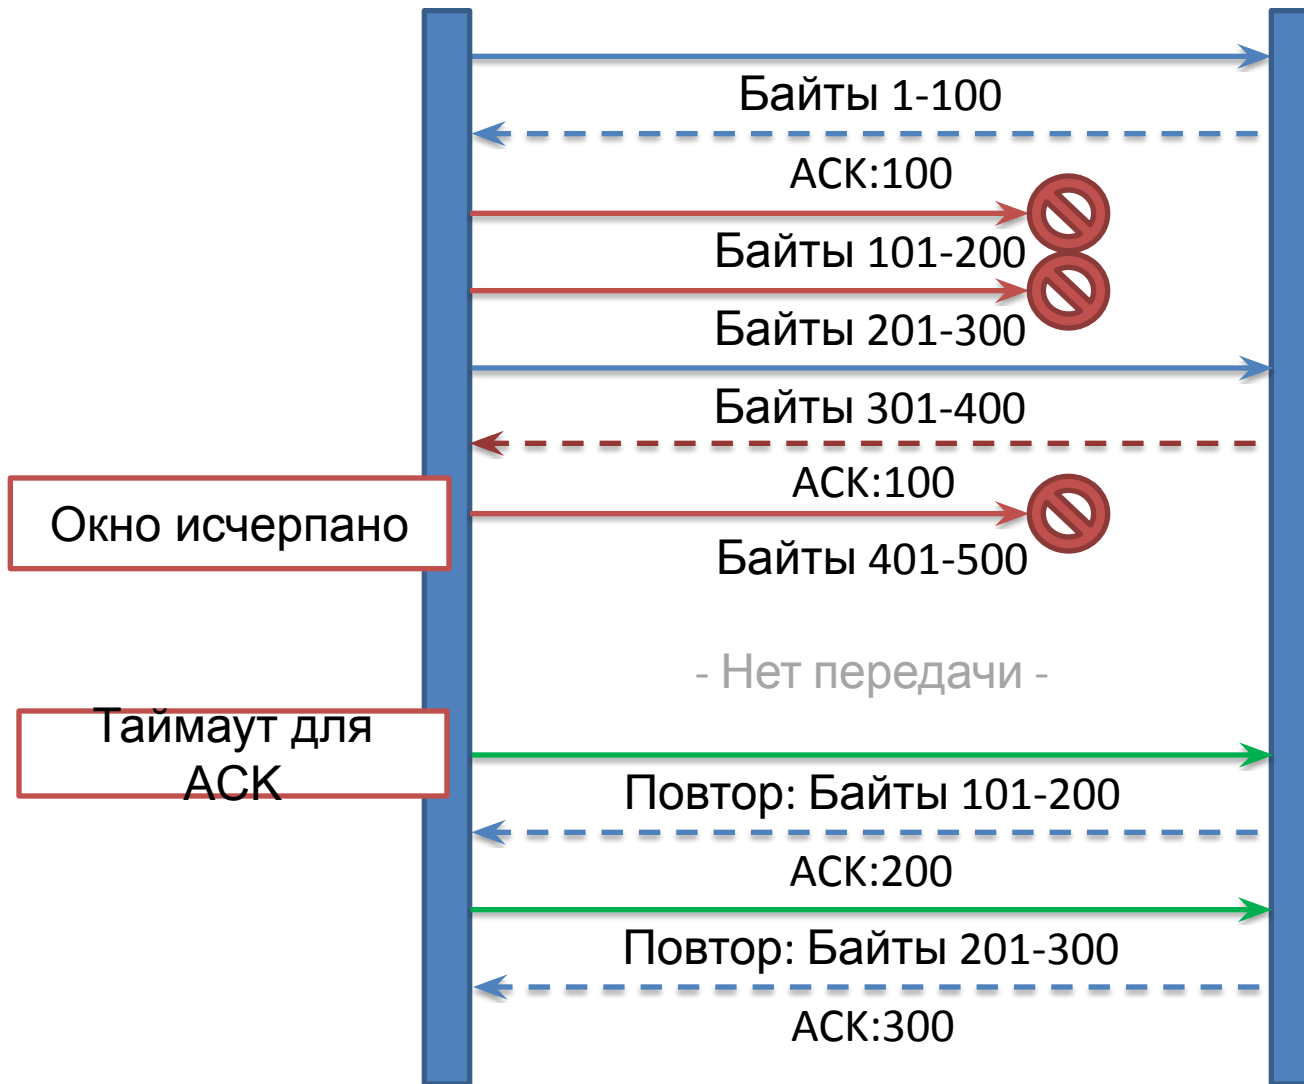 Байты 1-100
ACK:100
Байты 101-200
Байты 201-300
Байты 301-400
ACK:100
Окно исчерпано
Байты 401-500
- Нет передачи -
Таймаут для
ACK
Повтор: Байты 101-200
ACK:200
Повтор: Байты 201-300
ACK:300